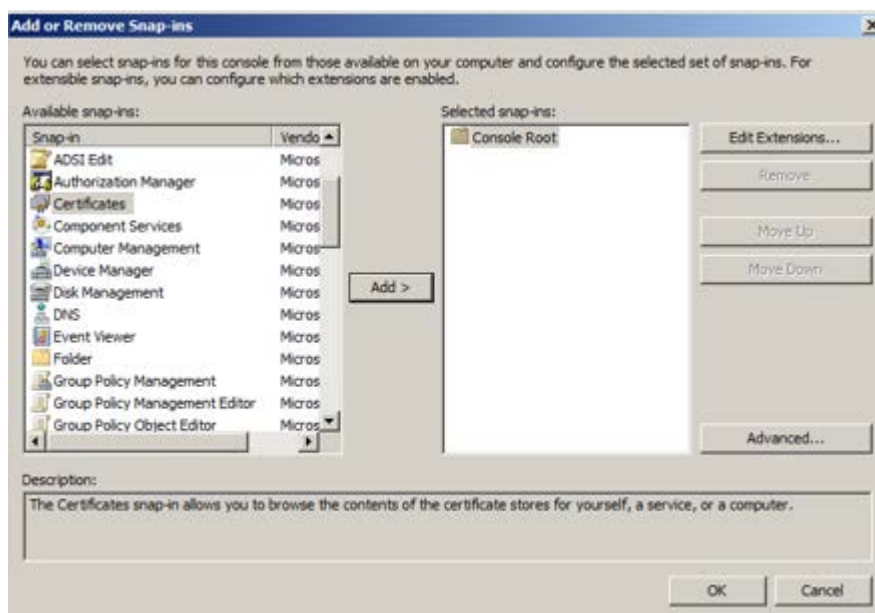 Add or Remove Snap-ins
You can select snap-ins for this console from those available on your computer and configure the selected set of snap-ins. For
extensible snap-ins, you can configure which extensions are enabled.
Available snap-ins:
Selected snap-ins:
Snap-in Vendo
ADSI Edit Micros
Authorization Manager Micros
Certificates Micros
Component Services Micros
Computer Management Micros
Device Manager Micros
Disk Management Micros
DNS Micros
Event Viewer Micros
Folder Micros
Group Policy Management Micros
Group Policy Management Editor Micros
Group Policy Object Editor Micros
Add >
Console Root
Edit Extensions...
Remove
Move Up
Move Down
Advanced...
Description:
The Certificates snap-in allows you to browse the contents of the certificate stores for yourself, a service, or a computer.
OK
Cancel